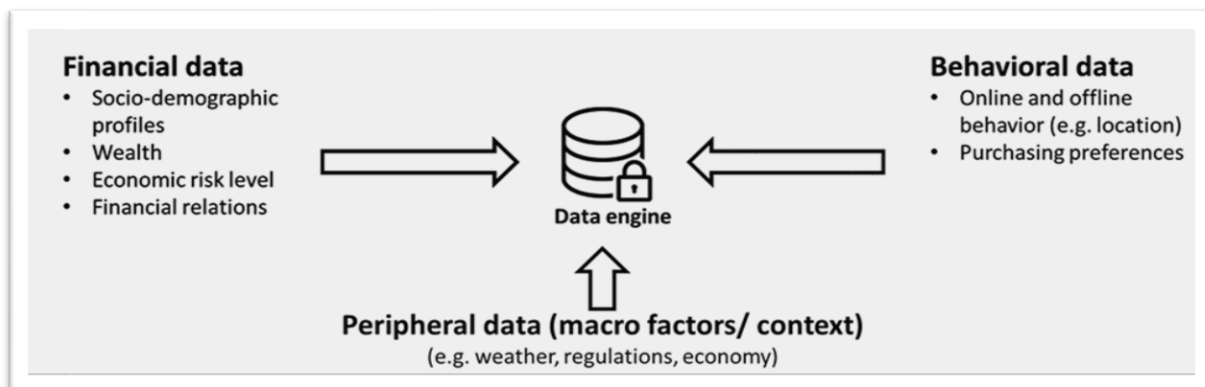 Financial data
• Socio-demographic
profiles
• Wealth
• Economic risk level
• Financial relations
Behavioral data
• Online and offline
behavior (e.g. location)
• Purchasing preferences
Data engine
Peripheral data (macro factors/ context)
(e.g. weather, regulations, economy)